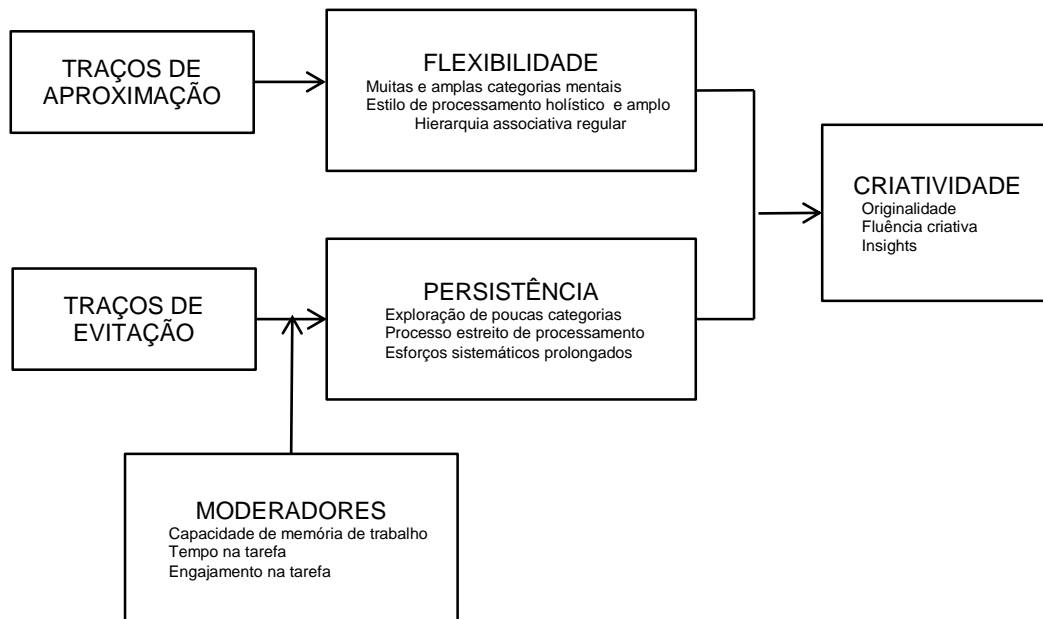 TRAÇOS DE
APROXIMAÇÃO
FLEXIBILIDADE
Muitas e amplas categorias mentais
Estilo de processamento holístico e amplo
Hierarquia associativa regular
CRIATIVIDADE
Originalidade
Fluência criativa
Insights
TRAÇOS DE
EVITAÇÃO
PERSISTÊNCIA
Exploração de poucas categorias
Processo estreito de processamento
Esforços sistemáticos prolongados
MODERADORES
Capacidade de memória de trabalho
Tempo na tarefa
Engajamento na tarefa